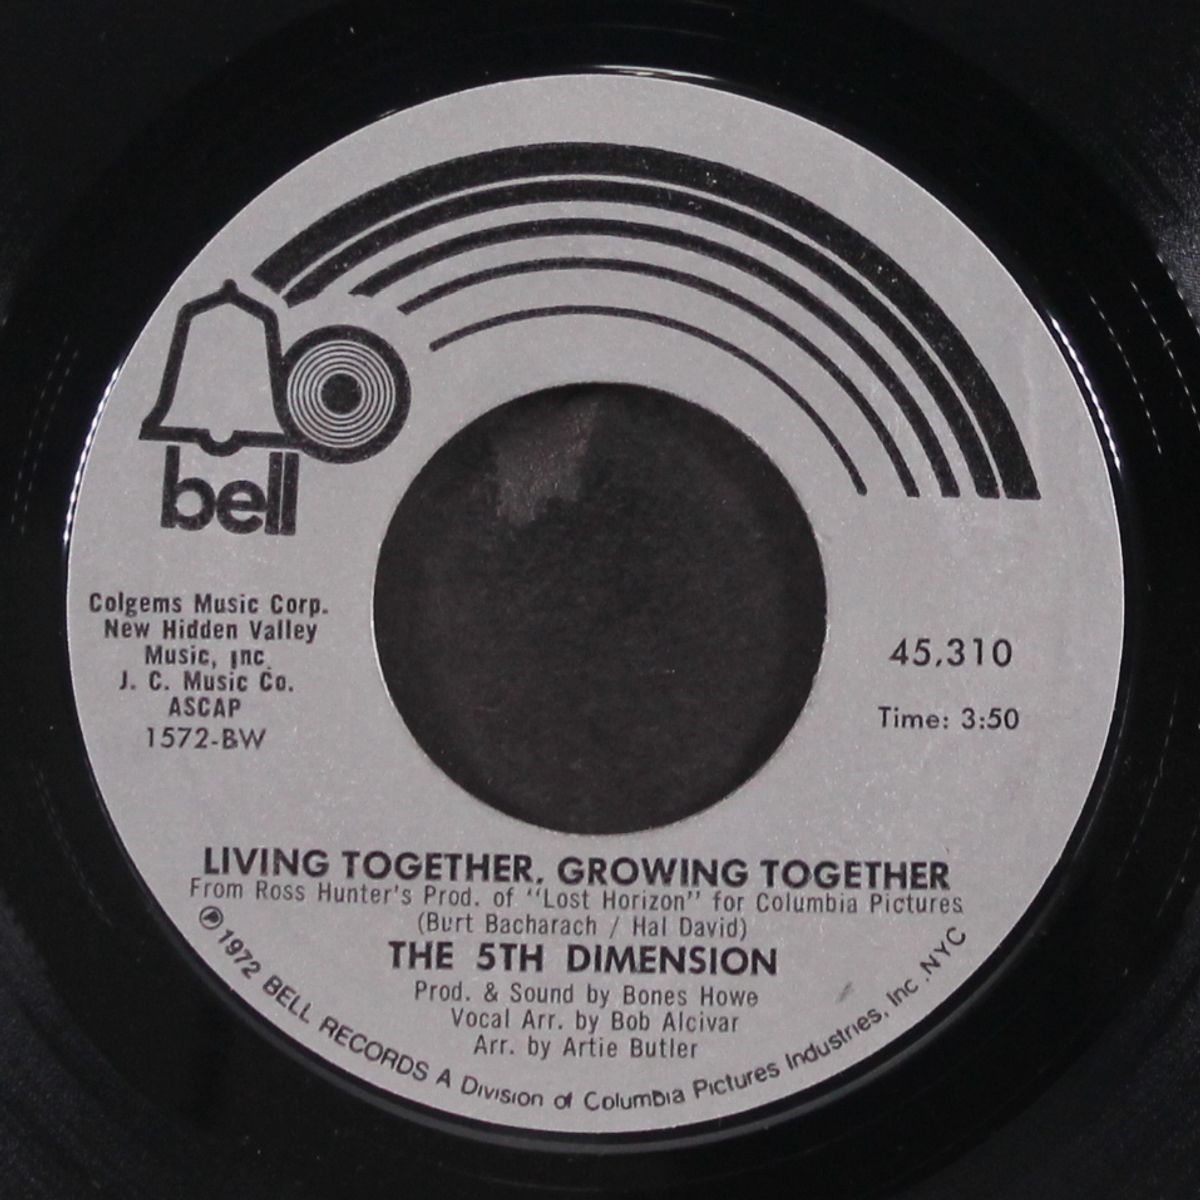 bell
Colgems Music Corp.
New Hidden Valley
Music, Inc.
J. C. Music Co.
ASCAP
1572-BW
45,310
Time: 3:50
LIVING TOGETHER, GROWING TOGETHER
From Ross Hunter's Prod. of "Lost Horizon" for Columbia Pictures
(Burt Bacharach / Hal David)
THE 5TH DIMENSION
Prod. & Sound by Bones Howe
Vocal Arr. by Bob Alcivar
Arr. by Artie Butler
℗ 1972 BELL RECORDS A Division of Columbia Pictures Industries, Inc. NYC